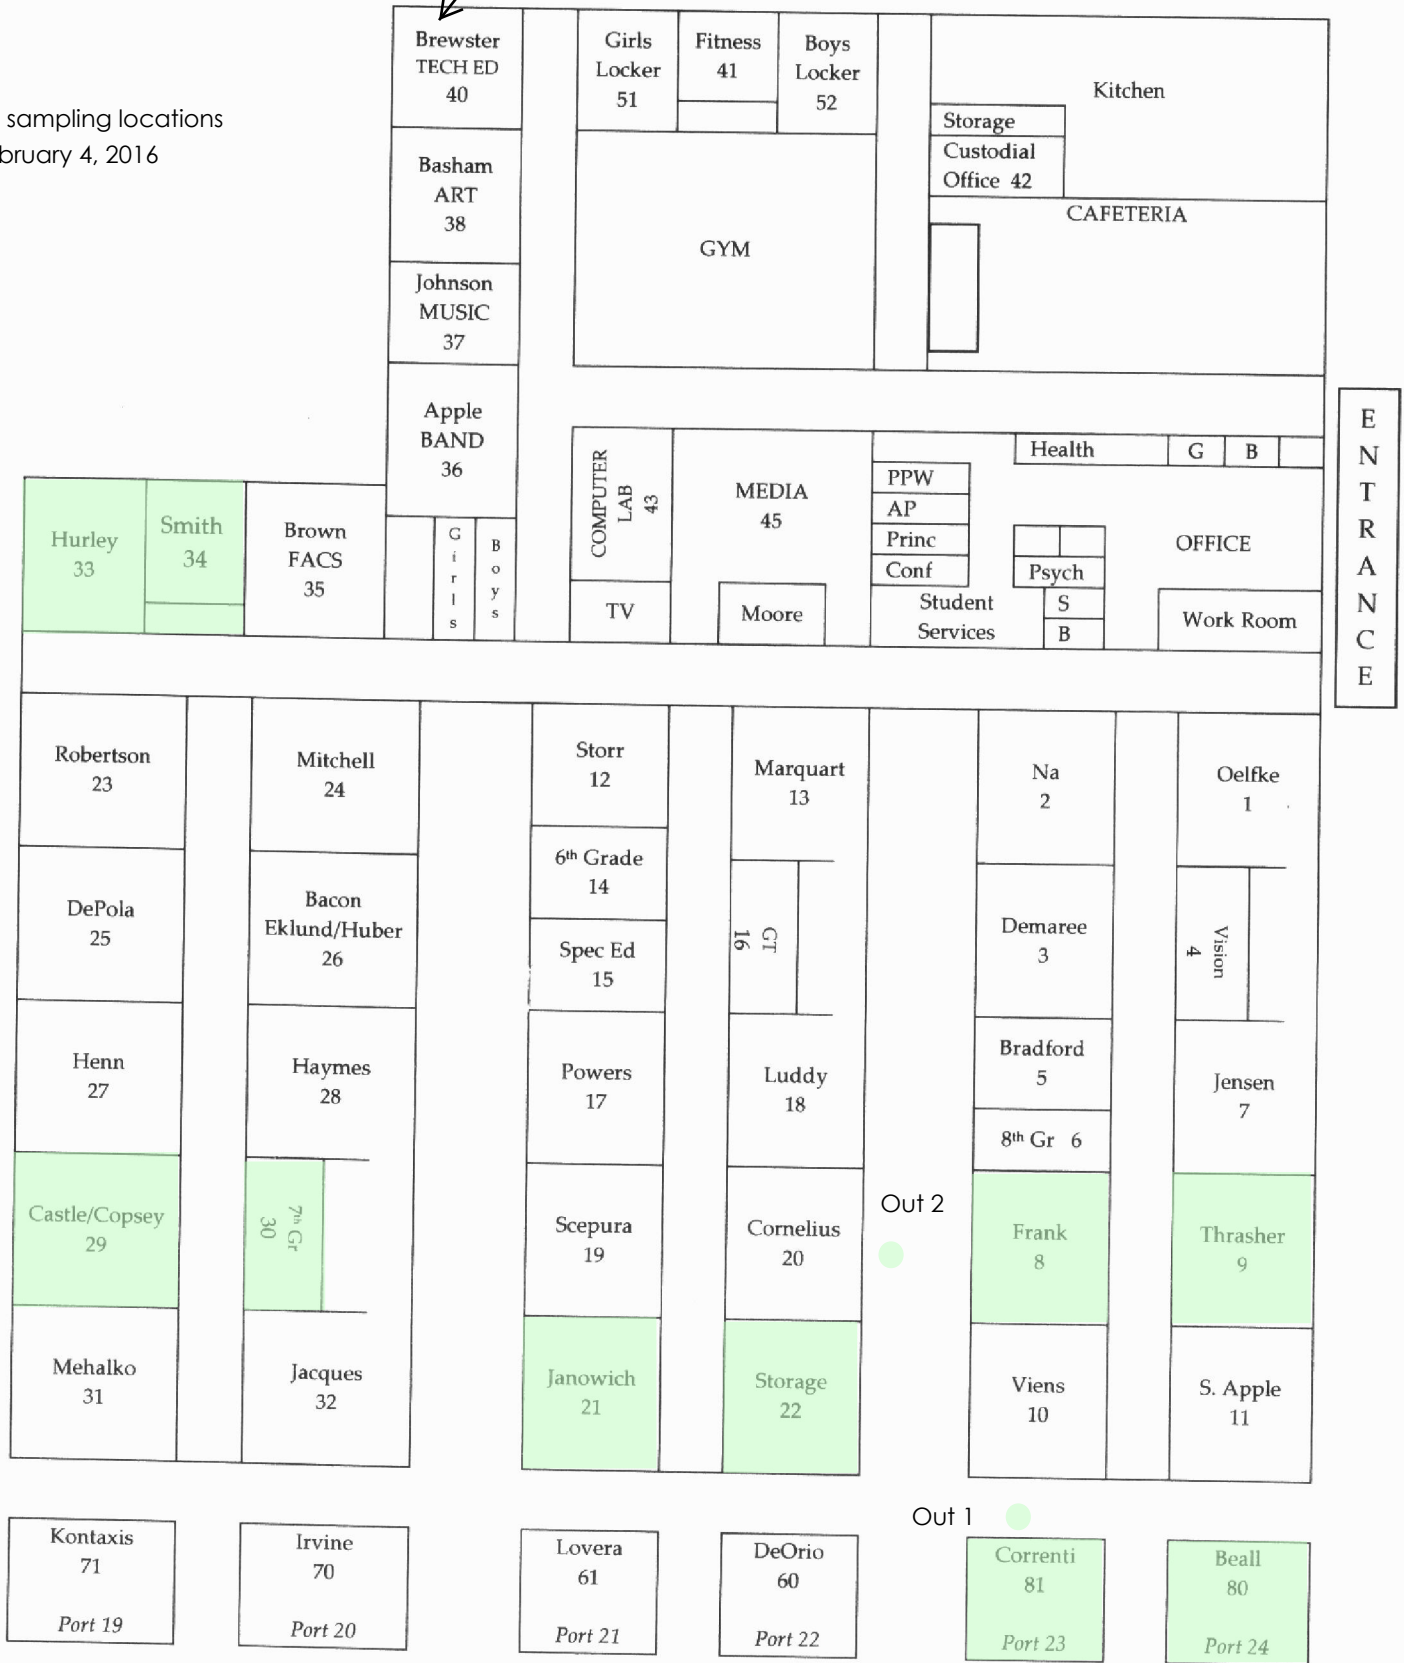 sampling locations
bruary 4, 2016
Brewster
TECH ED
40
Girls
Locker
51
Fitness
41
Boys
Locker
52
Kitchen
Storage
Custodial
Office 42
CAFETERIA
Basham
ART
38
GYM
Johnson
MUSIC
37
Apple
BAND
36
ENTRANCE
Hurley
33
Smith
34
Brown
FACS
35
Girls
Boys
COMPUTER
LAB
43
TV
MEDIA
45
Moore
PPW
AP
Princ
Conf
Student
Services
Health
G
B
Psych
S
B
OFFICE
Work Room
Robertson
23
Mitchell
24
Storr
12
Marquart
13
Na
2
Oelfke
1
6th Grade
14
DePola
25
Bacon
Eklund/Huber
26
Spec Ed
15
GT
16
Demaree
3
Vision
4
Henn
27
Haymes
28
Powers
17
Luddy
18
Bradford
5
8th Gr 6
Jensen
7
Castle/Copsey
29
7th Gr
30
Scepura
19
Cornelius
20
Out 2
Frank
8
Thrasher
9
Mehalko
31
Jacques
32
Janowich
21
Storage
22
Viens
10
S. Apple
11
Out 1
Kontaxis
71
Port 19
Irvine
70
Port 20
Lovera
61
Port 21
DeOrio
60
Port 22
Correnti
81
Port 23
Beall
80
Port 24